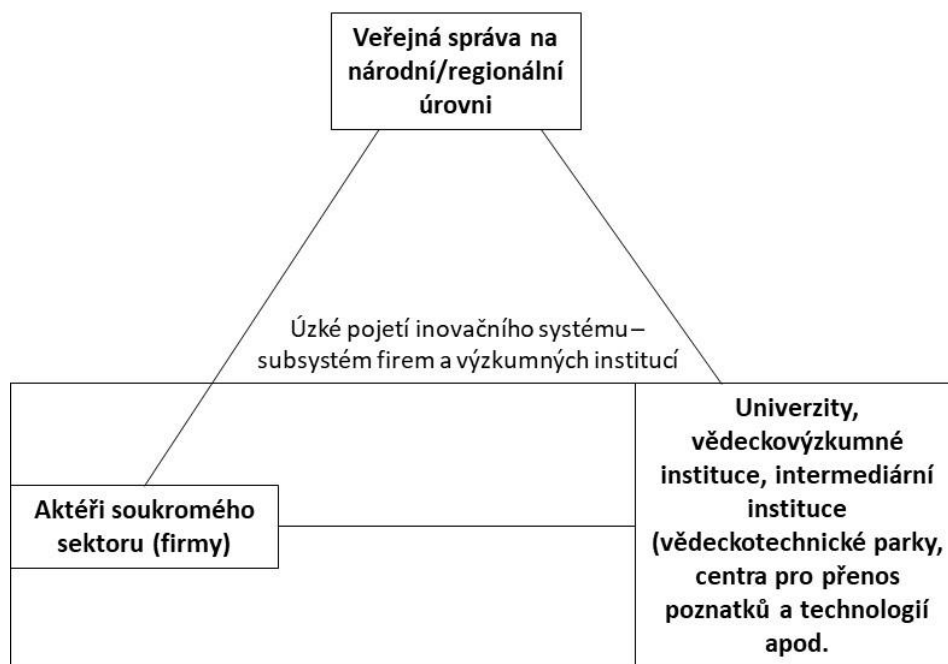 Veřejná správa na
národní/regionální
úrovni
Úzké pojetí inovačního systému –
subsystém firem a výzkumných institucí
Aktéři soukromého
sektoru (firmy)
Univerzity,
vědeckovýzkumné
instituce, intermediární
instituce
(vědeckotechnické parky,
centra pro přenos
poznatků a technologií
apod.